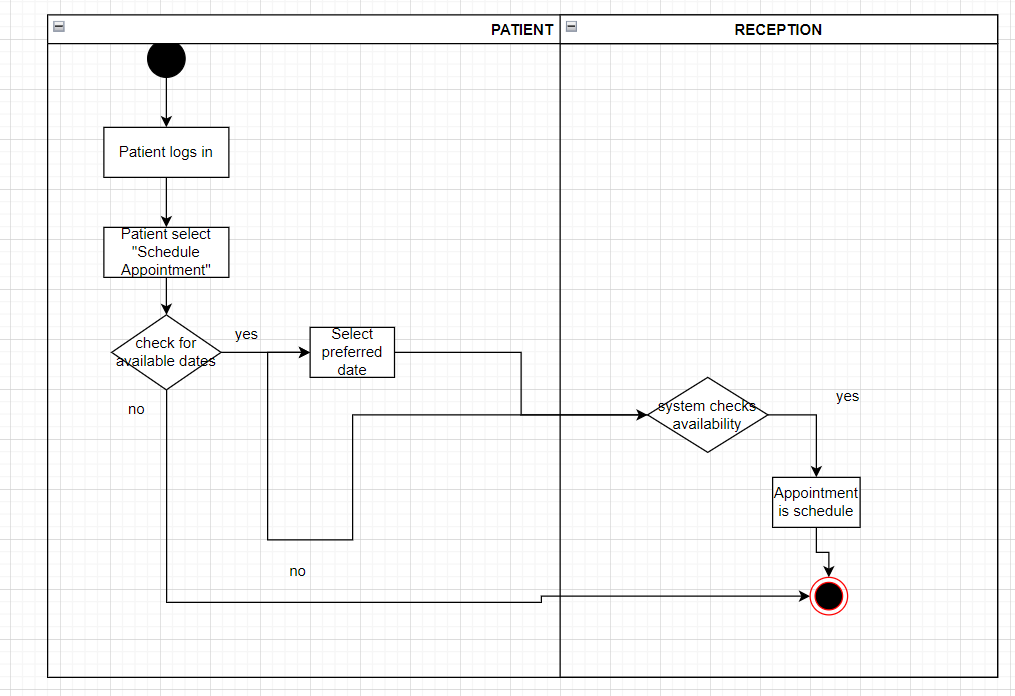 PATIENT
RECEPTION
Patient logs in
Patient select
"Schedule
Appointment"
check for
available dates
yes
Select
preferred
date
no
system checks
availability
yes
Appointment
is schedule
no